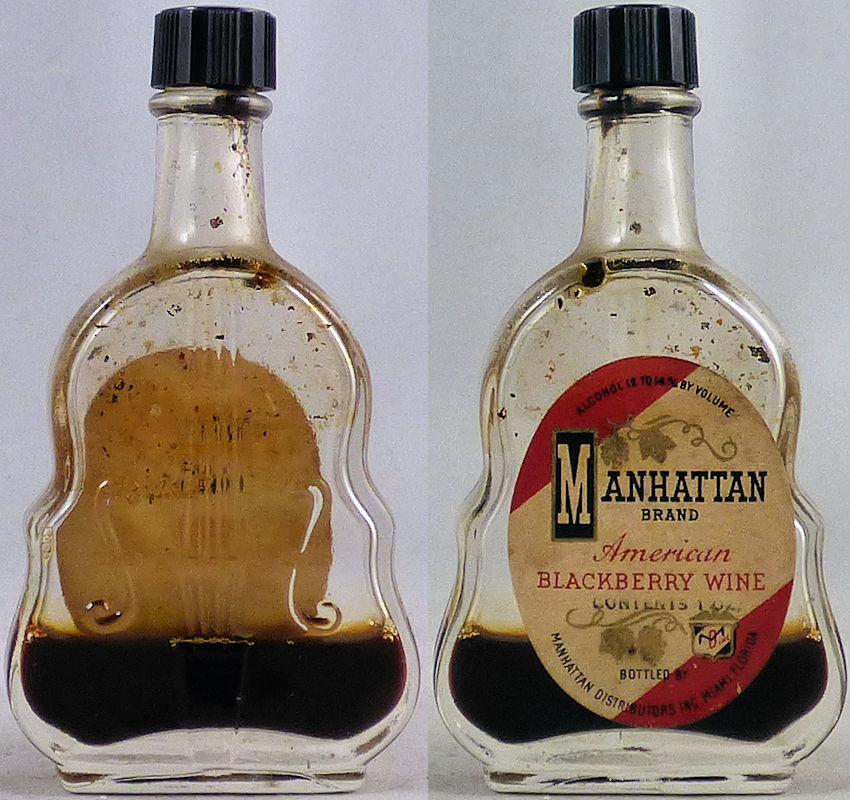 ALCOHOL 12 TO 14% BY VOLUME
MANHATTAN
BRAND
American
BLACKBERRY WINE
CONTENTS 1 OZ.
BOTTLED BY
MANHATTAN DISTRIBUTORS INC. MIAMI, FLORIDA